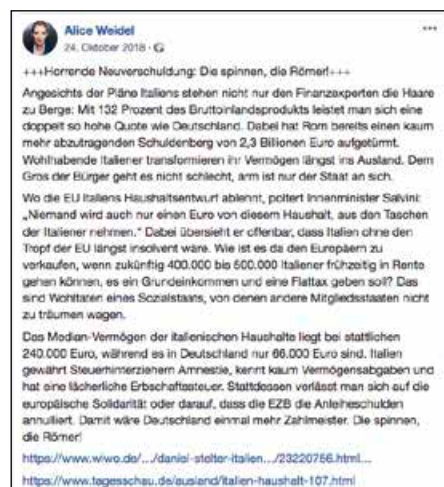 Alice Weidel
24. Oktober 2018 ·
+++Horrende Neuverschuldung: Die spinnen, die Römer!+++
Angesichts der Pläne Italiens stehen nicht nur den Finanzexperten die Haare
zu Berge: Mit 132 Prozent des Bruttoinlandsprodukts leistet man sich eine
doppelt so hohe Quote wie Deutschland. Dabei hat Rom bereits einen kaum
mehr abzutragenden Schuldenberg von 2,3 Billionen Euro aufgetürmt.
Wohlhabende Italiener transformieren ihr Vermögen längst ins Ausland. Dem
Gros der Bürger geht es nicht schlecht, arm ist nur der Staat an sich.
Wo die EU Italiens Haushaltsentwurf ablehnt, poltert Innenminister Salvini:
„Niemand wird auch nur einen Euro von diesem Haushalt, aus den Taschen
der Italiener nehmen." Dabei übersieht er offenbar, dass Italien ohne den
Tropf der EU längst insolvent wäre. Wie ist es da den Europäern zu
verkaufen, wenn zukünftig 400.000 bis 500.000 Italiener frühzeitig in Rente
gehen können, es ein Grundeinkommen und eine Flattax geben soll? Das
sind Wohltaten eines Sozialstaats, von denen andere Mitgliedsstaaten nicht
zu träumen wagen.
Das Median-Vermögen der italienischen Haushalte liegt bei stattlichen
240.000 Euro, während es in Deutschland nur 66.000 Euro sind. Italien
gewährt Steuerhinterziehern Amnestie, kennt kaum Vermögensabgaben und
hat eine lächerliche Erbschaftssteuer. Stattdessen verlässt man sich auf die
europäische Solidarität oder darauf, dass die EZB die Anleiheschulden
annulliert. Damit wäre Deutschland einmal mehr Zahlmeister. Die spinnen,
die Römer!
https://www.wiwo.de/.../daniel-stelter-italien.../23220756.html...
https://www.tagesschau.de/ausland/italien-haushalt-107.html